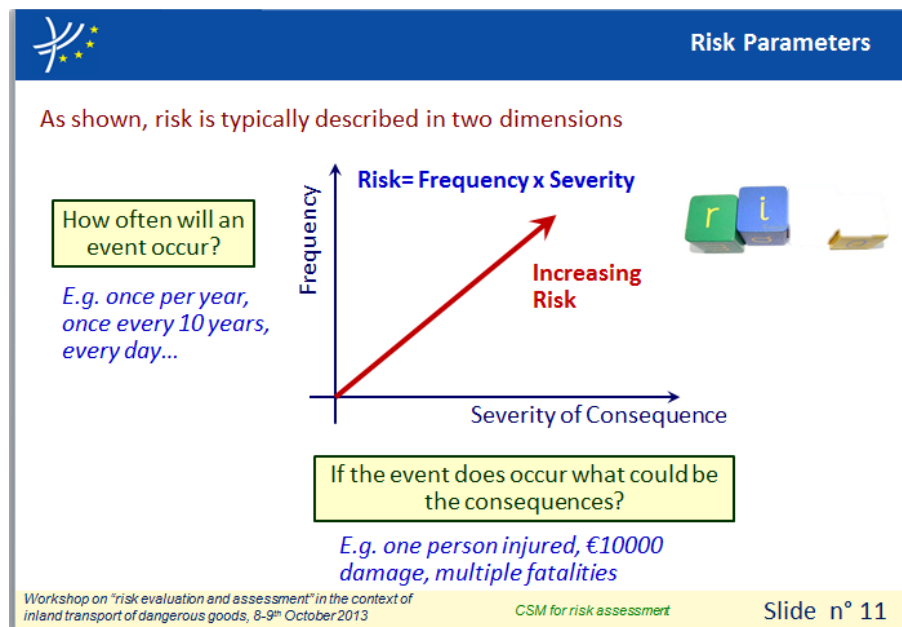 Risk Parameters
As shown, risk is typically described in two dimensions
Risk= Frequency x Severity
Frequency
How often will an
event occur?
E.g. once per year,
once every 10 years,
every day...
Increasing
Risk
r i
Severity of Consequence
If the event does occur what could be
the consequences?
E.g. one person injured, €10000
damage, multiple fatalities
Workshop on "risk evaluation and assessment" in the context of
inland transport of dangerous goods, 8-9th October 2013
CSM for risk assessment
Slide n° 11